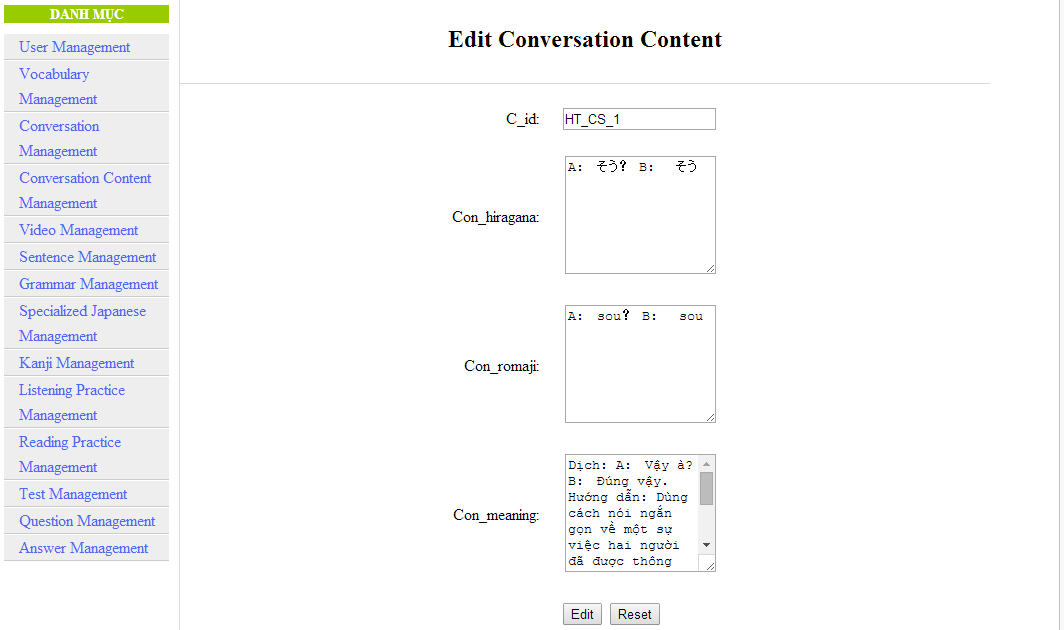 DANH MỤC
User Management
Vocabulary
Management
Conversation
Management
Conversation Content
Management
Video Management
Sentence Management
Grammar Management
Specialized Japanese
Management
Kanji Management
Listening Practice
Management
Reading Practice
Management
Test Management
Question Management
Answer Management
Edit Conversation Content
C_id: HT_CS_1
Con_hiragana:
A: そう? B: そう
Con_romaji:
A: sou? B: sou
Con_meaning:
Dịch: A: Vậy à?
B: Đúng vậy.
Hướng dẫn: Dùng
cách nói ngắn
gọn về một sự
việc hai người
đã được thông
Edit Reset